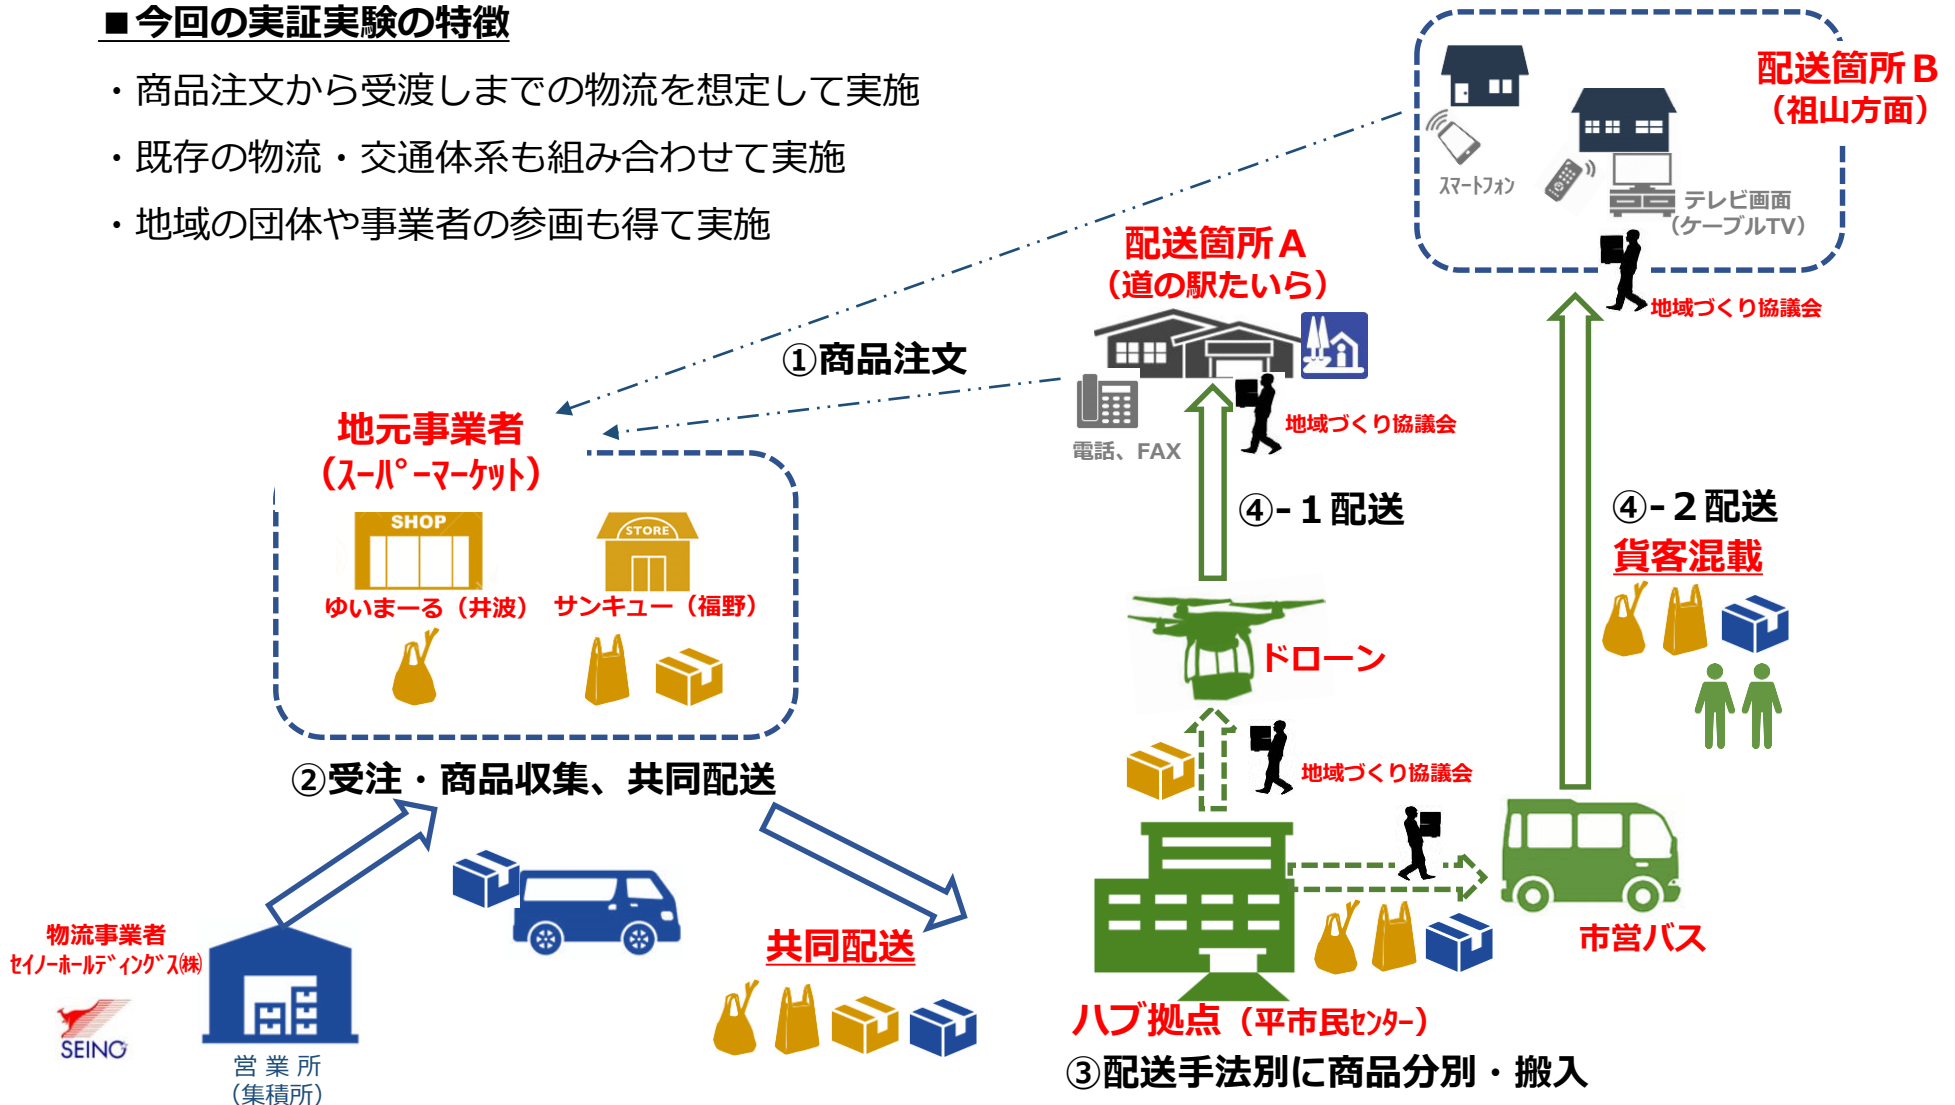 ■今回の実証実験の特徴
・商品注文から受渡しまでの物流を想定して実施
・既存の物流・交通体系も組み合わせて実施
・地域の団体や事業者の参画も得て実施
配送箇所B
（祖山方面）
スマートフォン
テレビ画面
（ケーブルTV）
地域づくり協議会
配送箇所A
（道の駅たいら）
電話、FAX
地域づくり協議会
①商品注文
地元事業者
（ｽｰﾊﾟｰﾏｰｹｯﾄ）
SHOP
STORE
ゆいまーる（井波）
サンキュー（福野）
②受注・商品収集、共同配送
④-１配送
④-２配送
貨客混載
ドローン
地域づくり協議会
市営バス
物流事業者
ｾｲﾉｰﾎｰﾙﾃﾞｨﾝｸﾞｽ㈱
SEINO
営業所
（集積所）
共同配送
ハブ拠点（平市民ｾﾝﾀｰ）
③配送手法別に商品分別・搬入